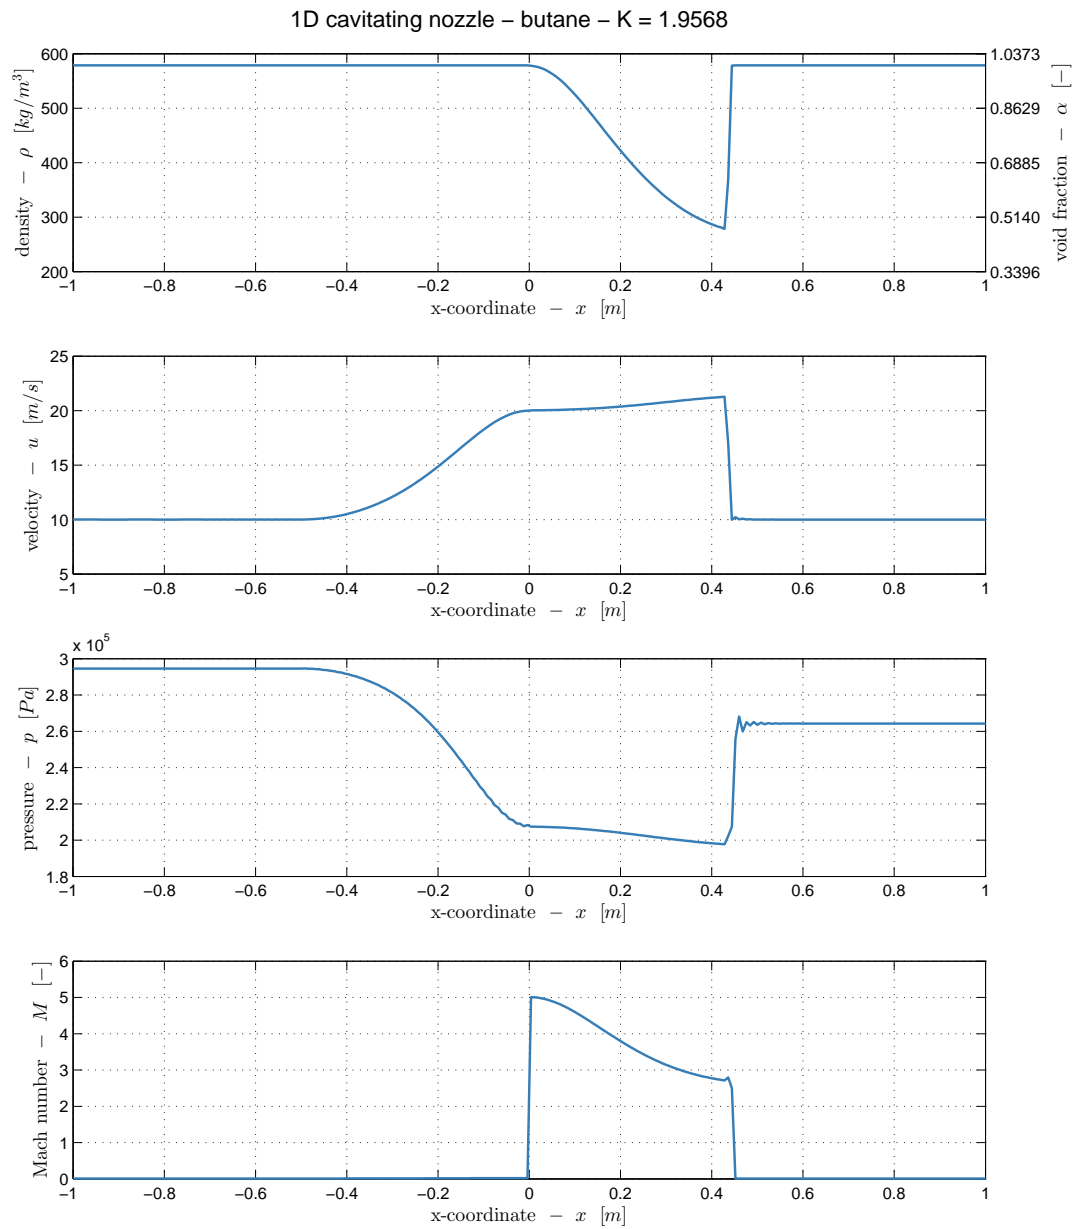 1D cavitating nozzle – butane – K = 1.9568
600
500
400
300
200
density − ρ [kg/m³]
1.0373
0.8629
0.6885
0.5140
0.3396
void fraction − α [−]
−1 −0.8 −0.6 −0.4 −0.2 0 0.2 0.4 0.6 0.8 1
x-coordinate − x [m]
25
20
15
10
5
velocity − u [m/s]
−1 −0.8 −0.6 −0.4 −0.2 0 0.2 0.4 0.6 0.8 1
x-coordinate − x [m]
x 10⁵
3
2.8
2.6
2.4
2.2
2
1.8
pressure − p [Pa]
−1 −0.8 −0.6 −0.4 −0.2 0 0.2 0.4 0.6 0.8 1
x-coordinate − x [m]
6
5
4
3
2
1
0
Mach number − M [−]
−1 −0.8 −0.6 −0.4 −0.2 0 0.2 0.4 0.6 0.8 1
x-coordinate − x [m]